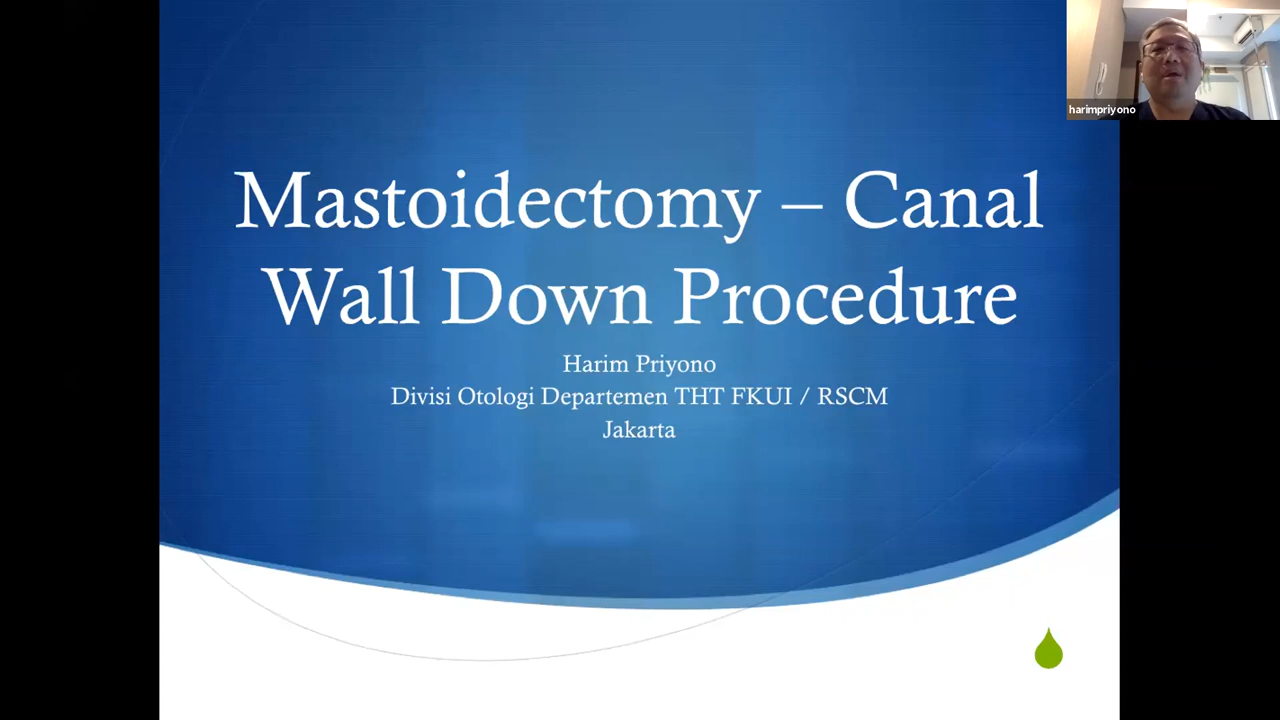 Mastoidectomy – Canal
Wall Down Procedure
Harim Priyono
Divisi Otologi Departemen THT FKUI / RSCM
Jakarta
harimpriyono